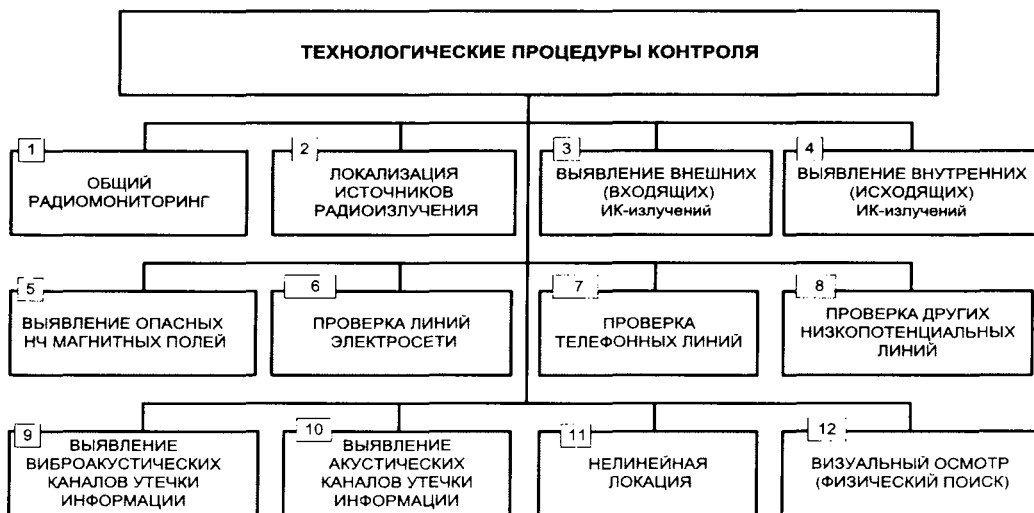 ТЕХНОЛОГИЧЕСКИЕ ПРОЦЕДУРЫ КОНТРОЛЯ
1
ОБЩИЙ
РАДИОМОНИТОРИНГ
2
ЛОКАЛИЗАЦИЯ
ИСТОЧНИКОВ
РАДИОИЗЛУЧЕНИЯ
3
ВЫЯВЛЕНИЕ ВНЕШНИХ
(ВХОДЯЩИХ)
ИК-излучений
4
ВЫЯВЛЕНИЕ ВНУТРЕННИХ
(ИСХОДЯЩИХ)
ИК-излучений
5
ВЫЯВЛЕНИЕ ОПАСНЫХ
НЧ МАГНИТНЫХ ПОЛЕЙ
6
ПРОВЕРКА ЛИНИЙ
ЭЛЕКТРОСЕТИ
7
ПРОВЕРКА
ТЕЛЕФОННЫХ ЛИНИЙ
8
ПРОВЕРКА ДРУГИХ
НИЗКОПОТЕНЦИАЛЬНЫХ
ЛИНИЙ
9
ВЫЯВЛЕНИЕ
ВИБРОАКУСТИЧЕСКИХ
КАНАЛОВ УТЕЧКИ
ИНФОРМАЦИИ
10
ВЫЯВЛЕНИЕ
АКУСТИЧЕСКИХ
КАНАЛОВ УТЕЧКИ
ИНФОРМАЦИИ
11
НЕЛИНЕЙНАЯ
ЛОКАЦИЯ
12
ВИЗУАЛЬНЫЙ ОСМОТР
(ФИЗИЧЕСКИЙ ПОИСК)